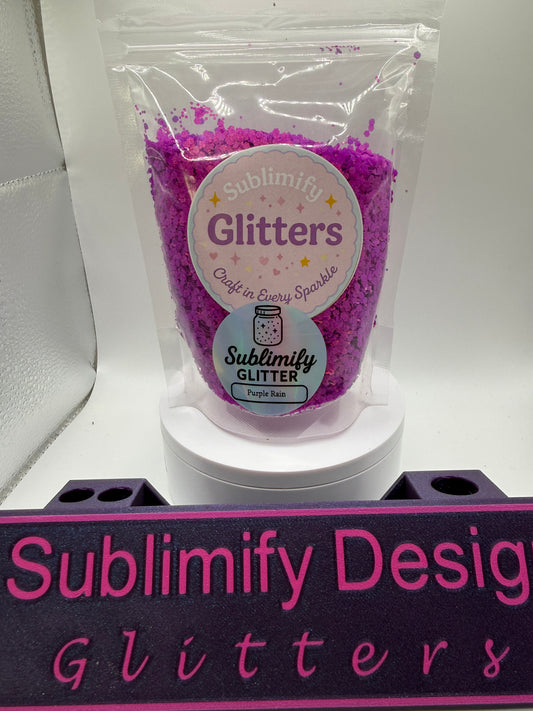 Sublimify
Glitters
Craft in Every Sparkle
Sublimify
GLITTER
Purple Rain
Sublimify Desig
Glitters